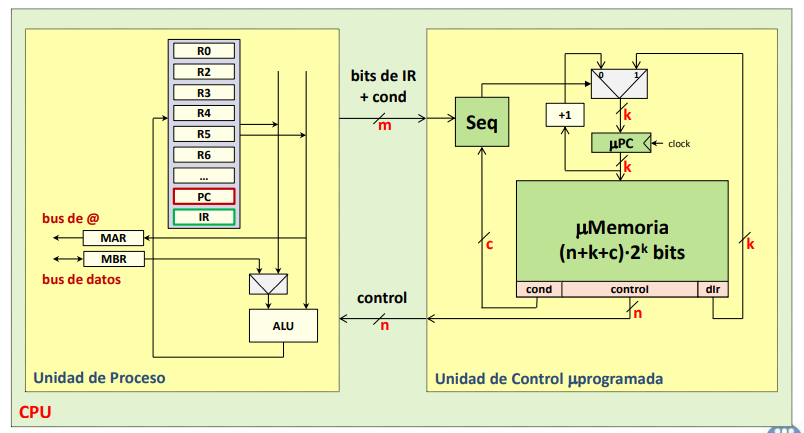 R0
R2
R3
R4
R5
R6
...
PC
IR
bus de @
MAR
MBR
bus de datos
ALU
Unidad de Proceso
CPU
bits de IR
+ cond
m
control
n
Seq
c
0
1
+1
k
µPC
clock
k
µMemoria
(n+k+c)·2ᵏ bits
k
cond
control
dIr
n
Unidad de Control µprogramada